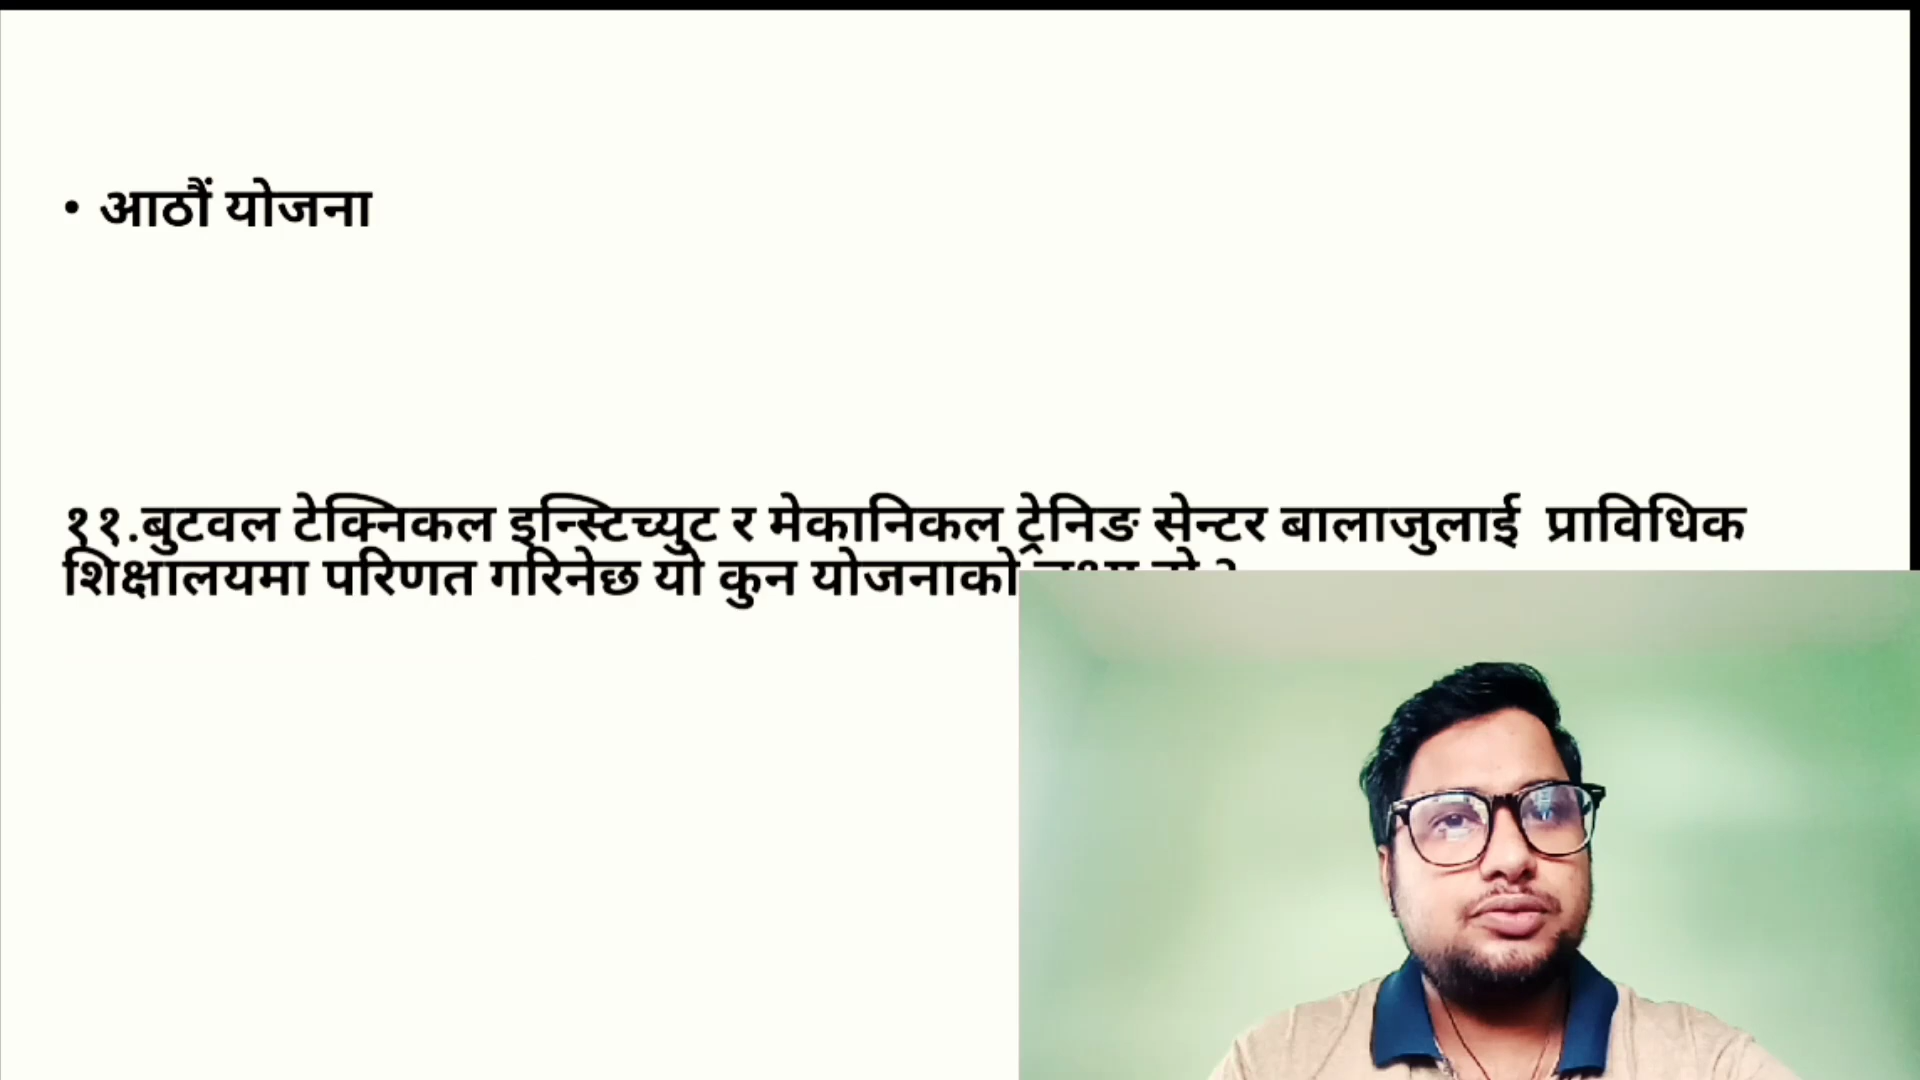 • आठौं योजना
११.बुटवल टेक्निकल इन्स्टिच्युट र मेकानिकल ट्रेनिङ सेन्टर बालाजुलाई प्राविधिक
शिक्षालयमा परिणत गरिनेछ यो कुन योजनाको